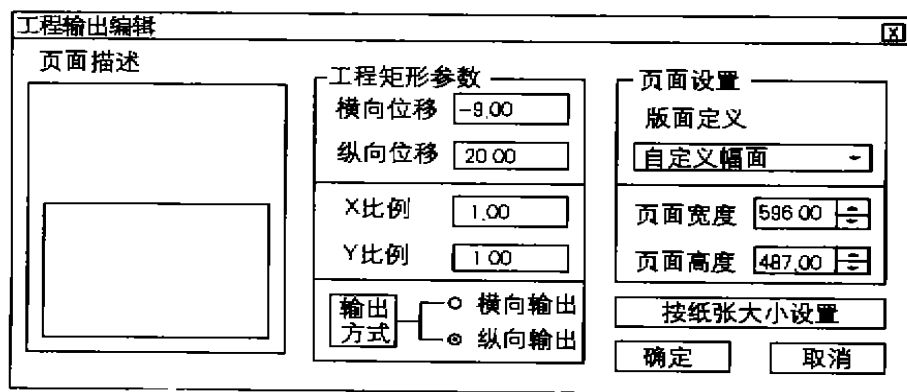 工程输出编辑
页面描述
工程矩形参数
横向位移 -9.00
纵向位移 20 00
X比例 1.00
Y比例 1 00
输出方式
横向输出
纵向输出
页面设置
版面定义
自定义幅面
页面宽度 596 00
页面高度 487.00
按纸张大小设置
确定 取消